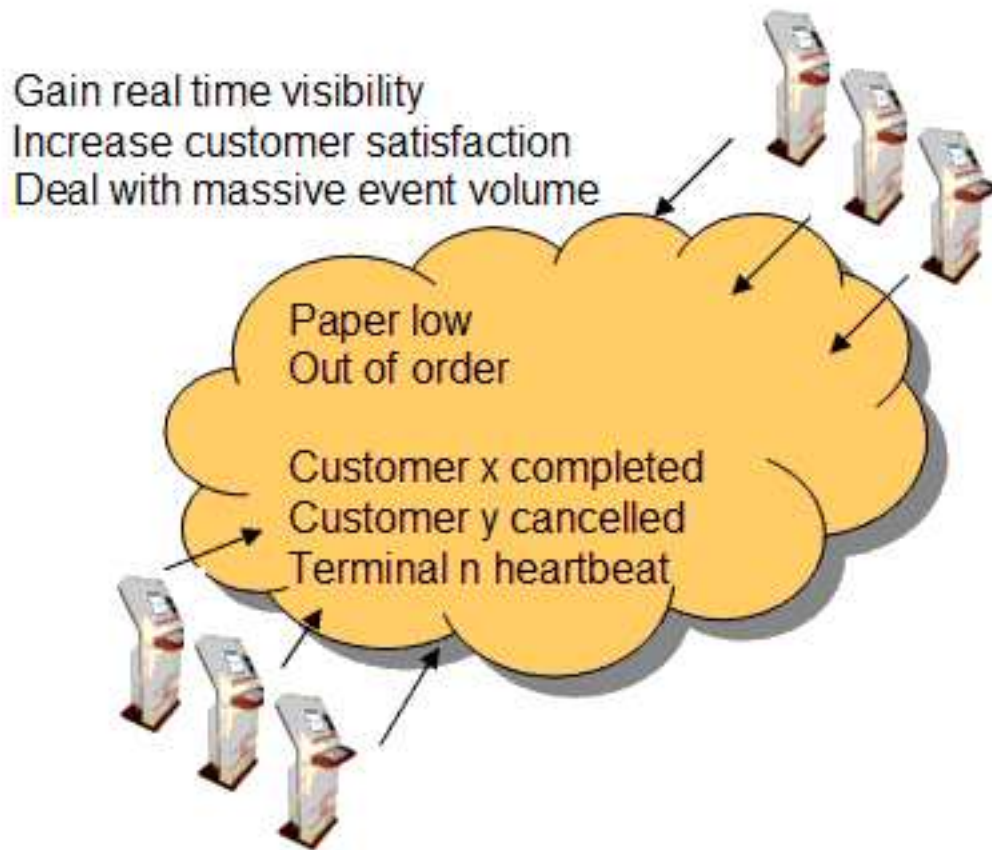 Gain real time visibility
Increase customer satisfaction
Deal with massive event volume
Paper low
Out of order
Customer x completed
Customer y cancelled
Terminal n heartbeat